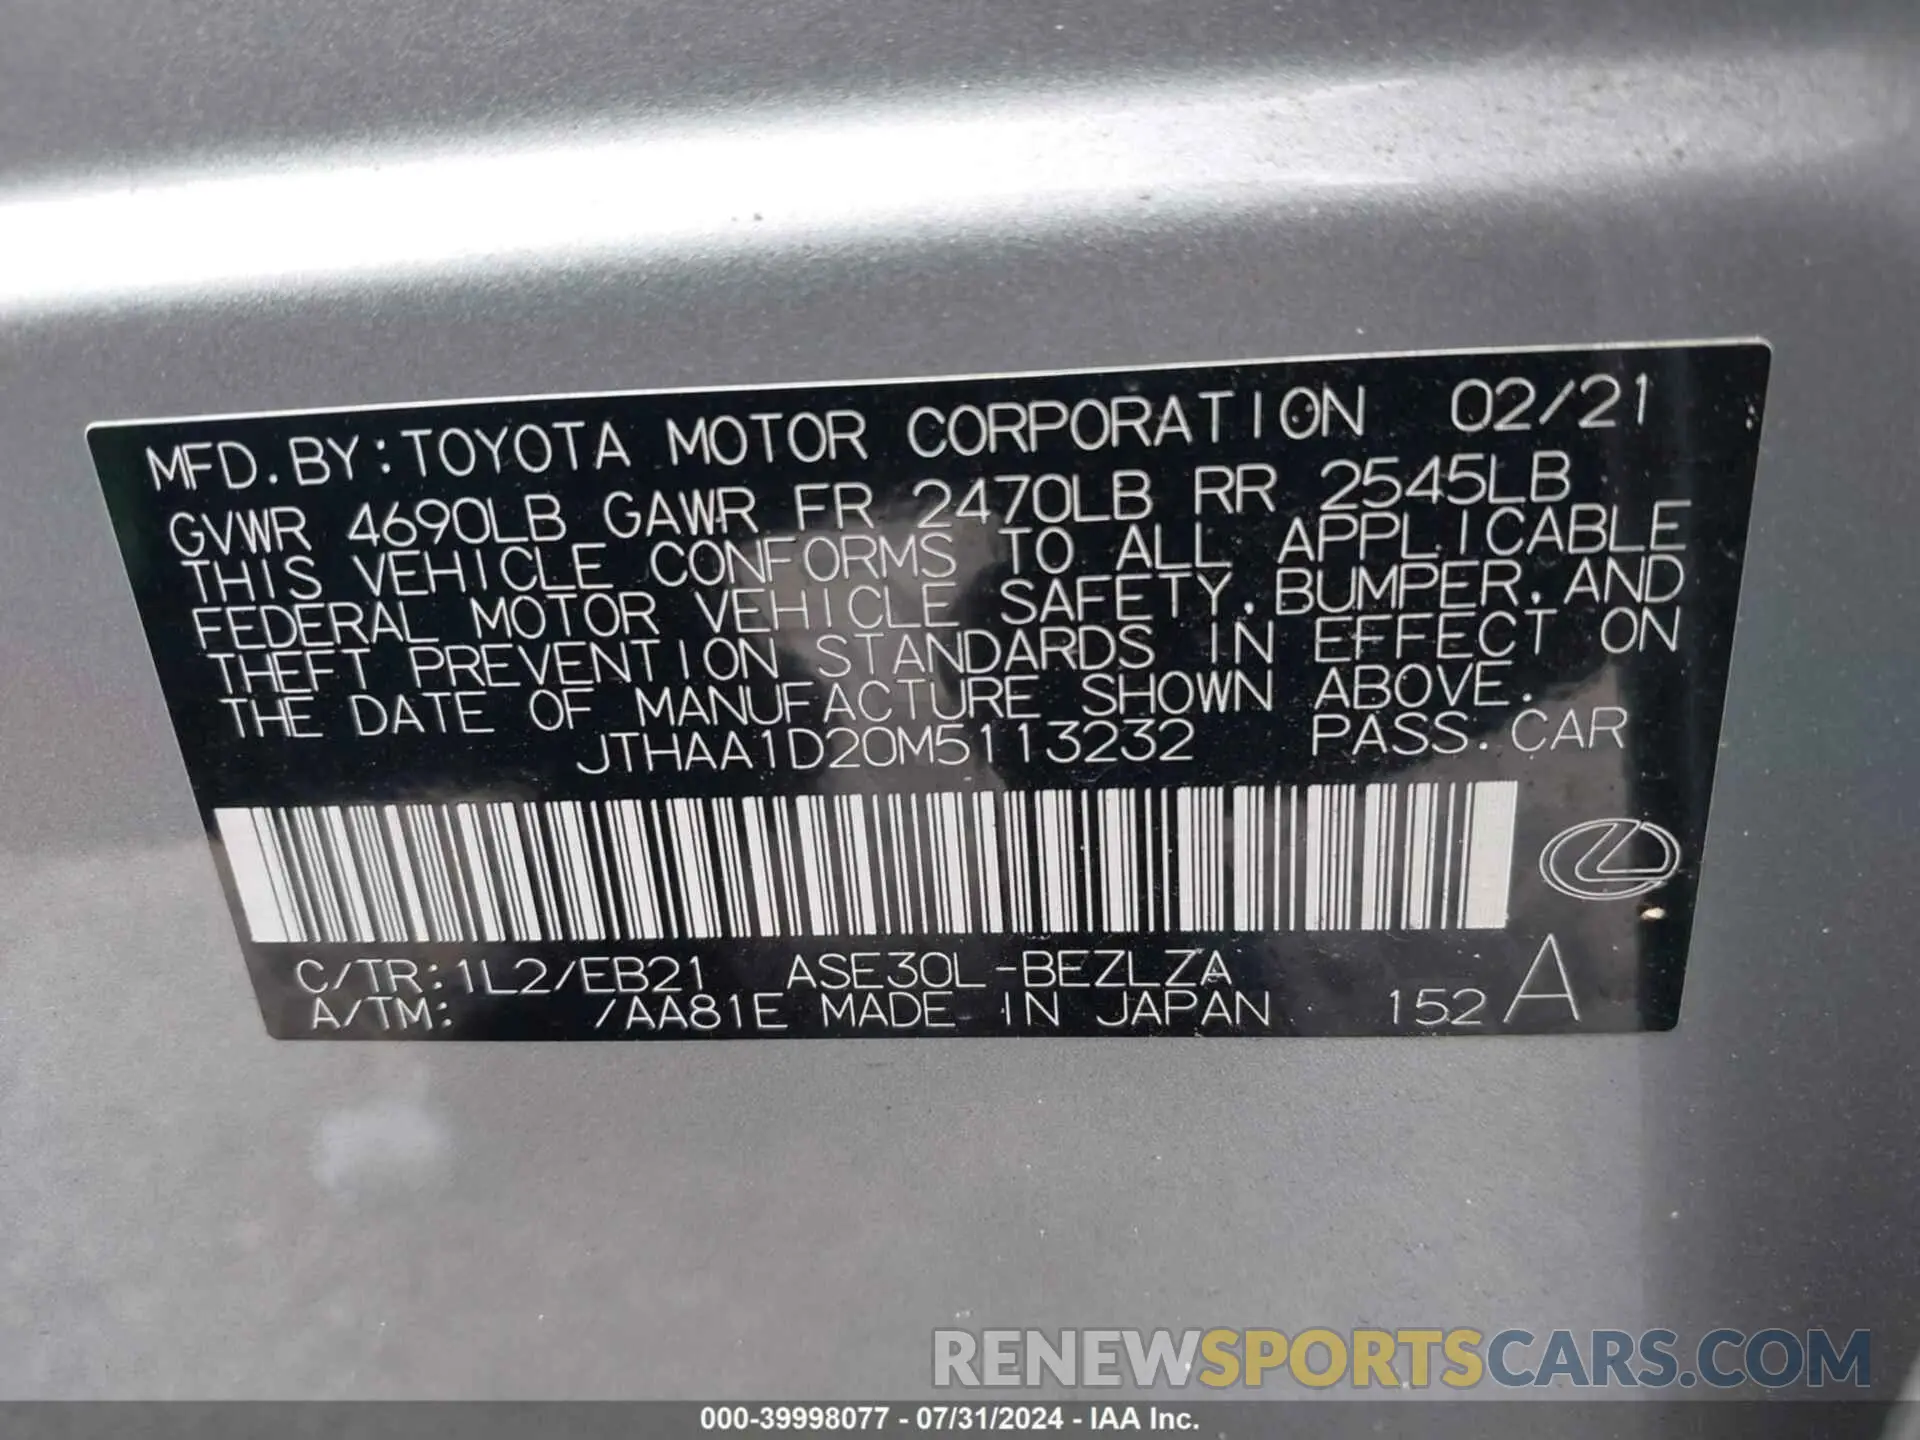 MFD.BY:TOYOTA MOTOR CORPORATION 02/21
GVWR 4690LB GAWR FR 2470LB RR 2545LB
THIS VEHICLE CONFORMS TO ALL APPLICABLE
FEDERAL MOTOR VEHICLE SAFETY,BUMPER,AND
THEFT PREVENTION STANDARDS IN EFFECT ON
THE DATE OF MANUFACTURE SHOWN ABOVE.
JTHAA1D20M5113232 PASS.CAR
C/TR:1L2/EB21 ASE30L-BEZLZA
A/TM: /AA81E MADE IN JAPAN 152 A
RENEWSPORTSCARS.COM
000-39998077 - 07/31/2024 - IAA Inc.